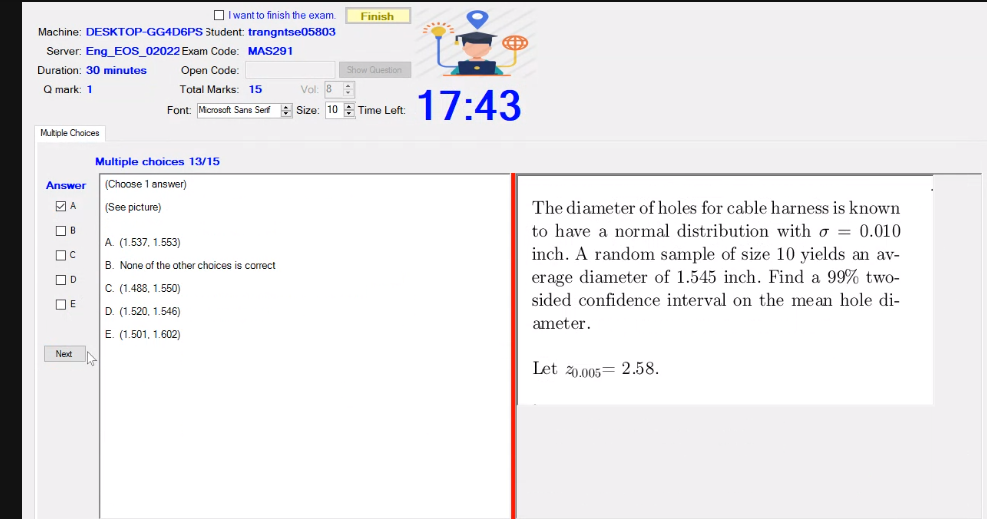 I want to finish the exam. Finish
Machine: DESKTOP-GG4D6PS Student: trangntse05803
Server: Eng_EOS_02022 Exam Code: MAS291
Duration: 30 minutes Open Code: Show Question
Q mark: 1 Total Marks: 15 Vol: 8
Font: Microsoft Sans Serif Size: 10 Time Left: 17:43
Multiple Choices
Multiple choices 13/15
Answer
A
B
C
D
E
Next
(Choose 1 answer)
(See picture)
A. (1.537, 1.553)
B. None of the other choices is correct
C. (1.488, 1.550)
D. (1.520, 1.546)
E. (1.501, 1.602)
The diameter of holes for cable harness is known
to have a normal distribution with σ = 0.010
inch. A random sample of size 10 yields an av-
erage diameter of 1.545 inch. Find a 99% two-
sided confidence interval on the mean hole di-
ameter.
Let z0.005= 2.58.